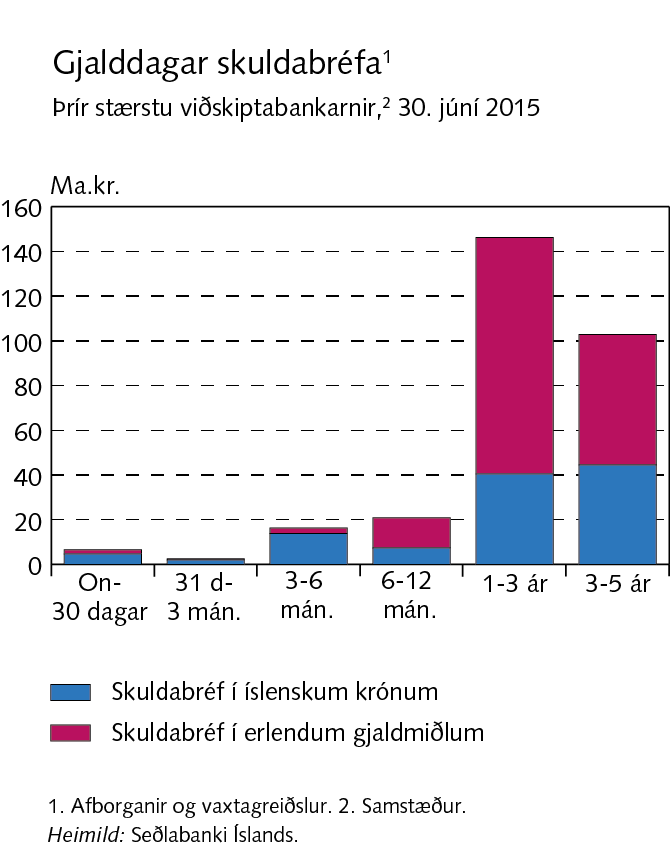 Gjalddagar skuldabréfa¹
Þrír stærstu viðskiptabankarnir,² 30. júní 2015
Ma.kr.
160
140
120
100
80
60
40
20
0
On-
30 dagar
31 d-
3 mán.
3-6
mán.
6-12
mán.
1-3 ár
3-5 ár
Skuldabréf í íslenskum krónum
Skuldabréf í erlendum gjaldmiðlum
1. Afborganir og vaxtagreiðslur. 2. Samstæður.
Heimild: Seðlabanki Íslands.